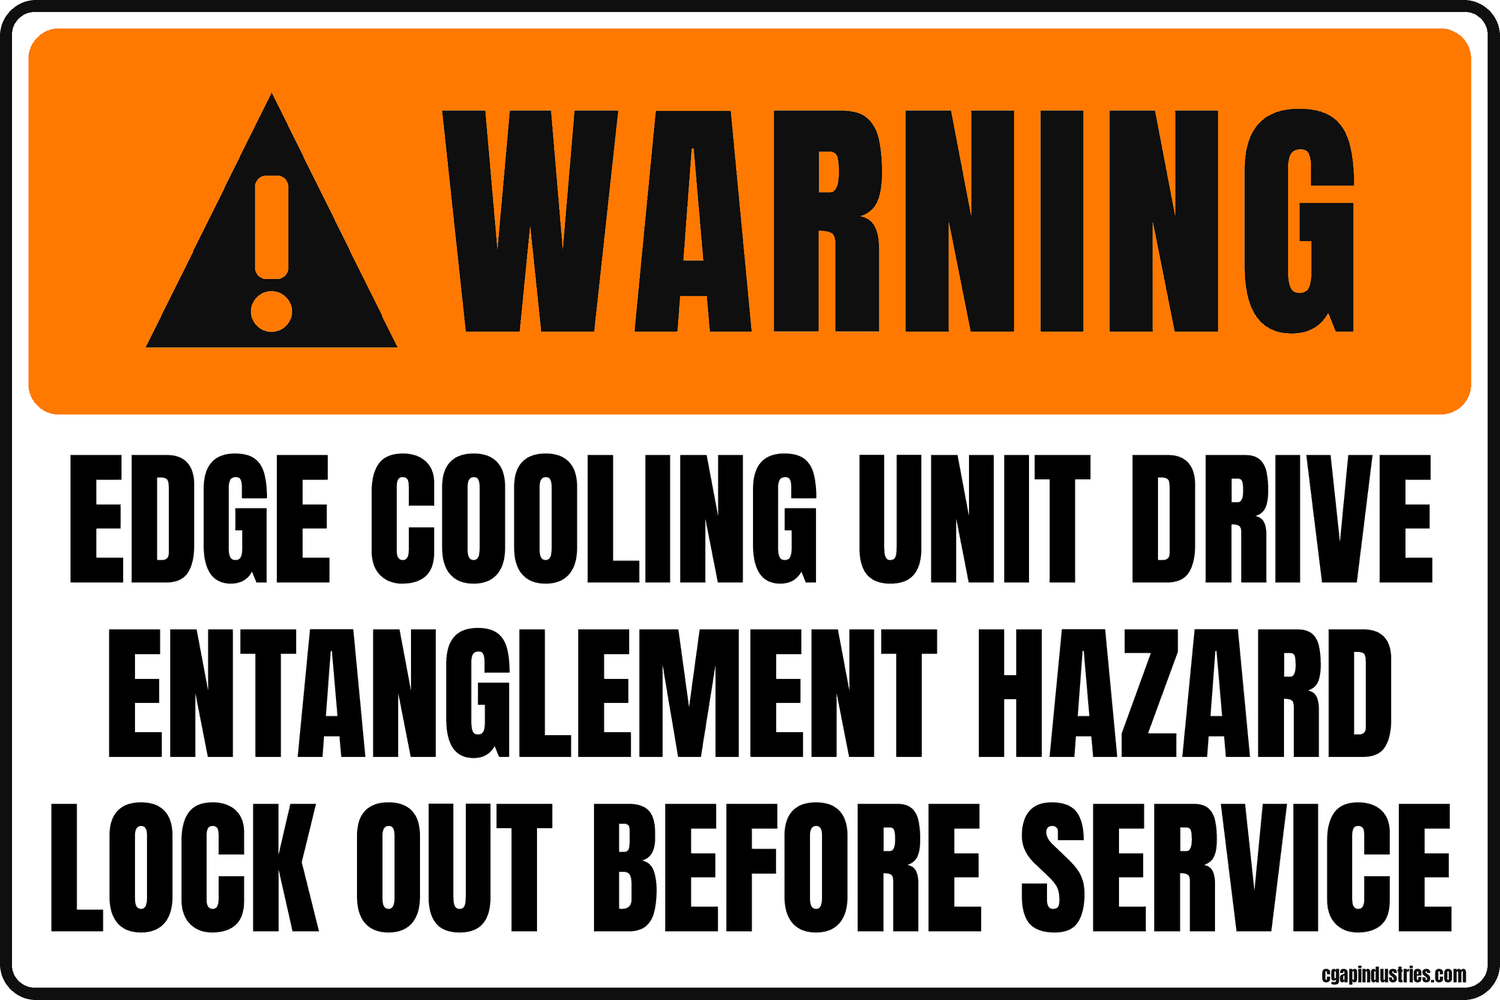 WARNING
EDGE COOLING UNIT DRIVE
ENTANGLEMENT HAZARD
LOCK OUT BEFORE SERVICE
cgapindustries.com